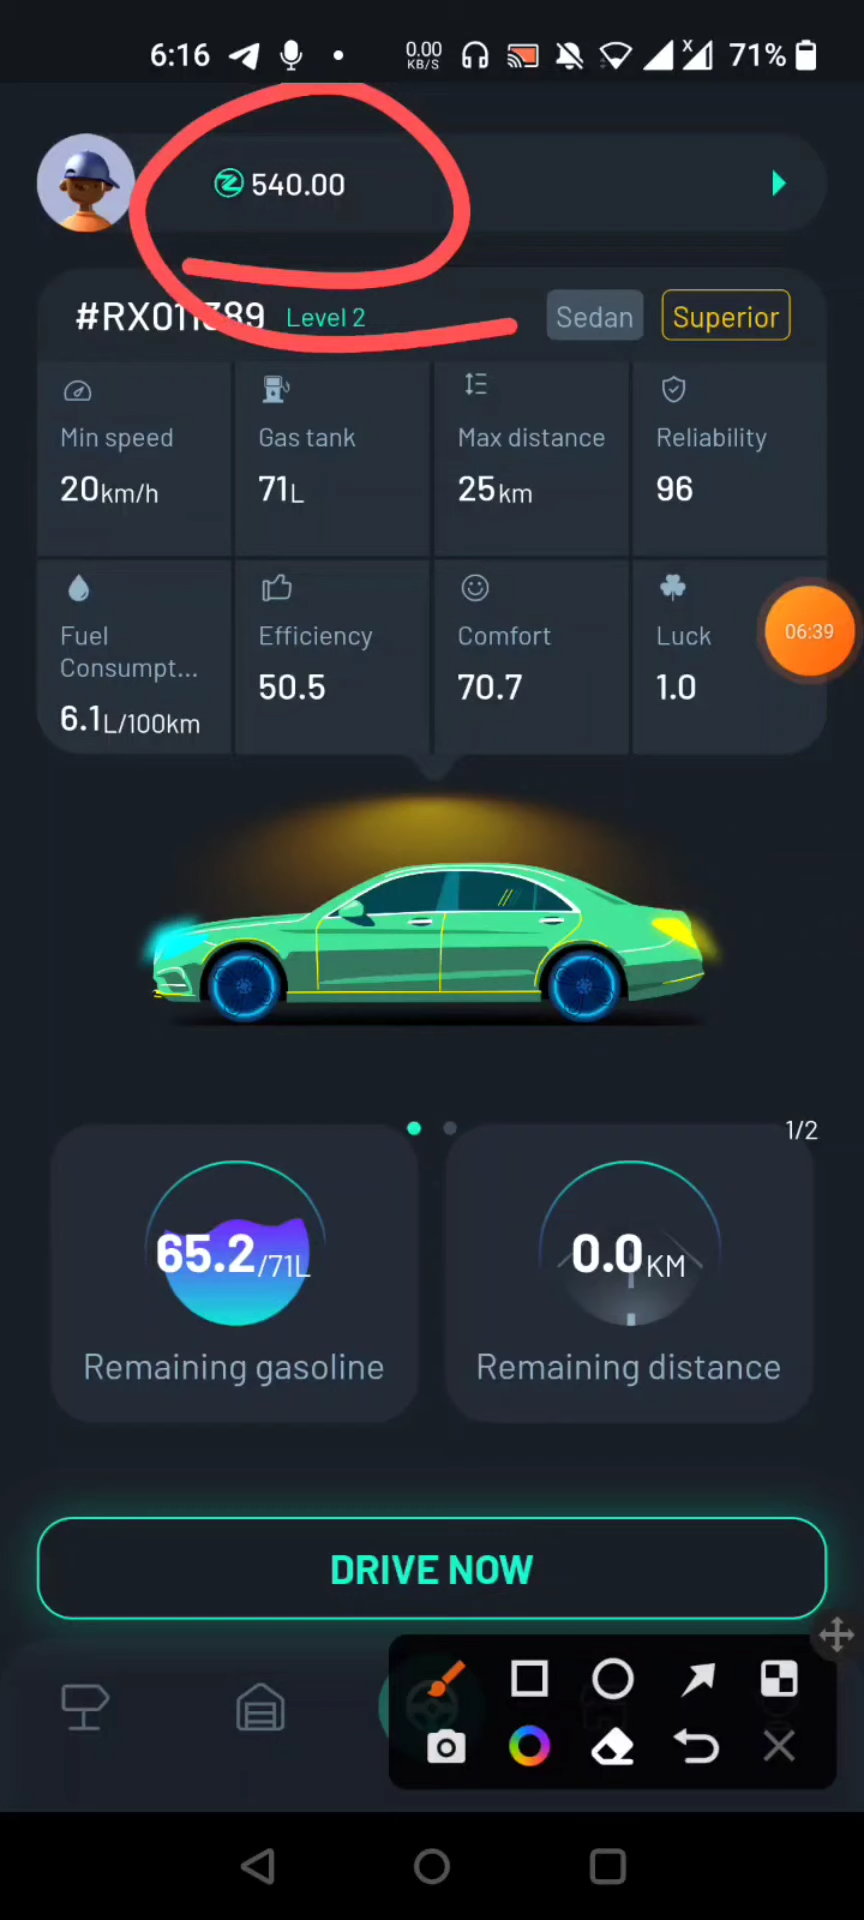 6:16 0.00 KB/S X 71%
540.00
#RX011389 Level 2 Sedan Superior
Min speed Gas tank Max distance Reliability
20km/h 71L 25km 96
Fuel Consumpt... Efficiency Comfort Luck
6.1L/100km 50.5 70.7 1.0
06:39
1/2
65.2/71L 0.0KM
Remaining gasoline Remaining distance
DRIVE NOW